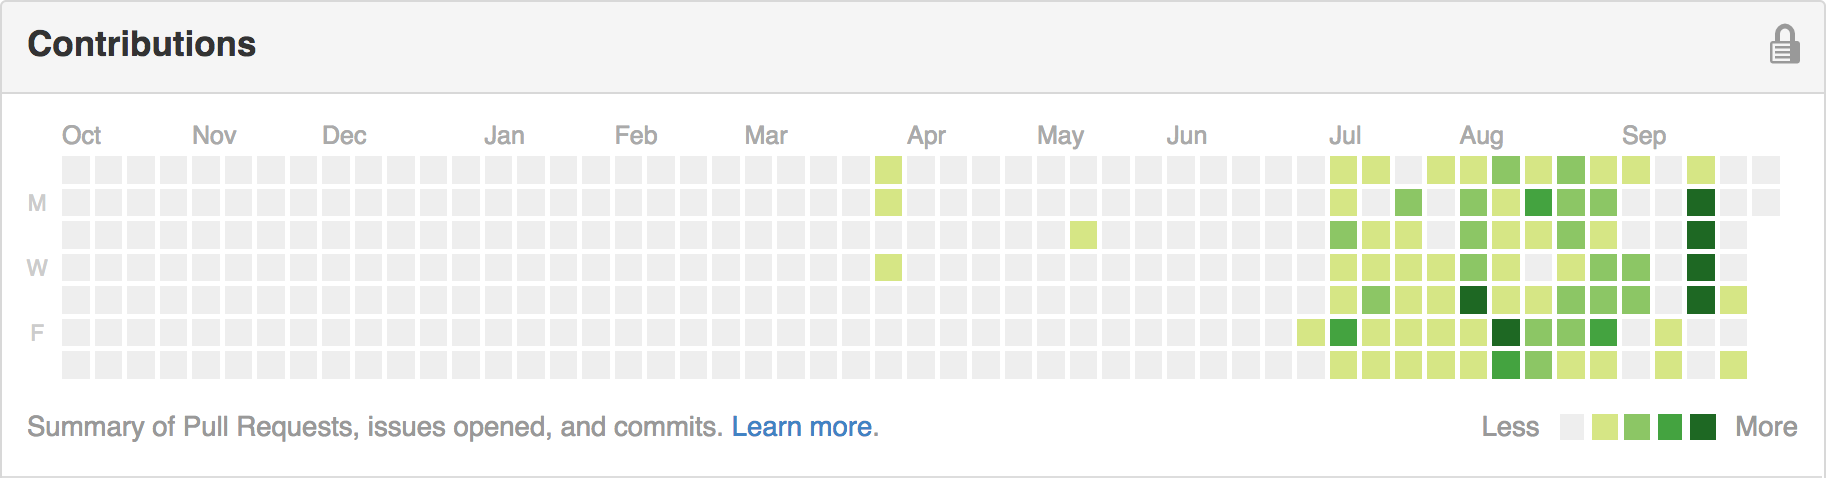 Contributions
Oct Nov Dec Jan Feb Mar Apr May Jun Jul Aug Sep
M
W
F
Summary of Pull Requests, issues opened, and commits. Learn more. Less More